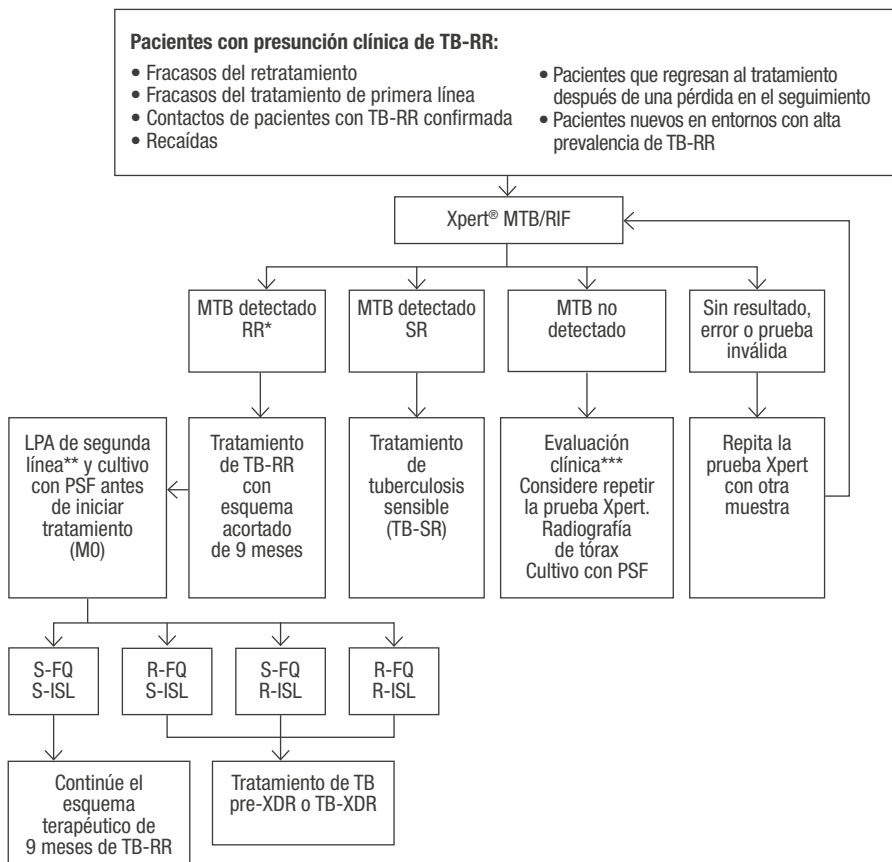 Pacientes con presunción clínica de TB-RR:
• Fracasos del retratamiento
• Fracasos del tratamiento de primera línea
• Contactos de pacientes con TB-RR confirmada
• Recaídas
• Pacientes que regresan al tratamiento
después de una pérdida en el seguimiento
• Pacientes nuevos en entornos con alta
prevalencia de TB-RR
Xpert® MTB/RIF
MTB detectado
RR*
MTB detectado
SR
MTB no
detectado
Sin resultado,
error o prueba
inválida
LPA de segunda
línea** y cultivo
con PSF antes
de iniciar
tratamiento
(M0)
Tratamiento
de TB-RR
con
esquema
acortado
de 9 meses
Tratamiento
de
tuberculosis
sensible
(TB-SR)
Evaluación
clínica***
Considere repetir
la prueba Xpert.
Radiografía
de tórax
Cultivo con PSF
Repita la
prueba Xpert
con otra
muestra
S-FQ
S-ISL
R-FQ
S-ISL
S-FQ
R-ISL
R-FQ
R-ISL
Continúe el
esquema
terapéutico de
9 meses de TB-RR
Tratamiento de TB
pre-XDR o TB-XDR